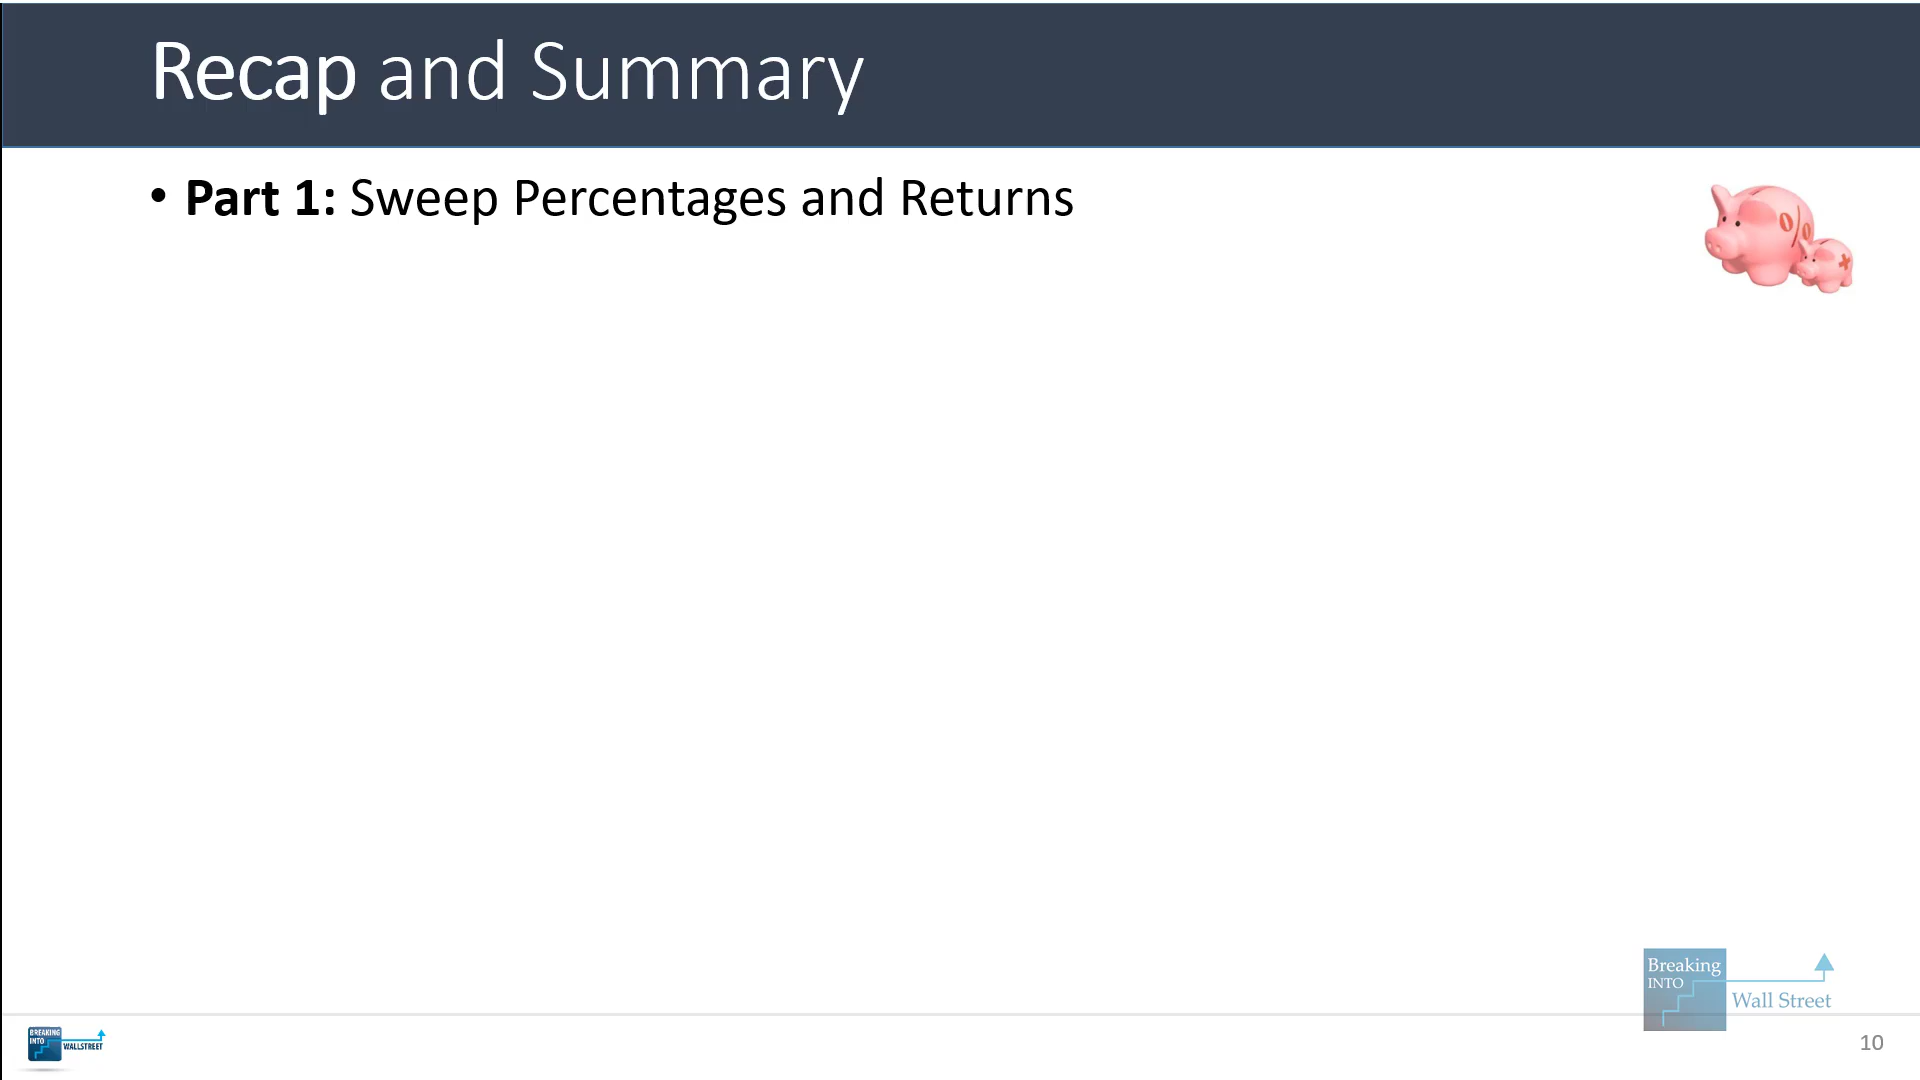 Recap and Summary
• Part 1: Sweep Percentages and Returns
Breaking
INTO
Wall Street
BREAKING
INTO
WALLSTREET
10